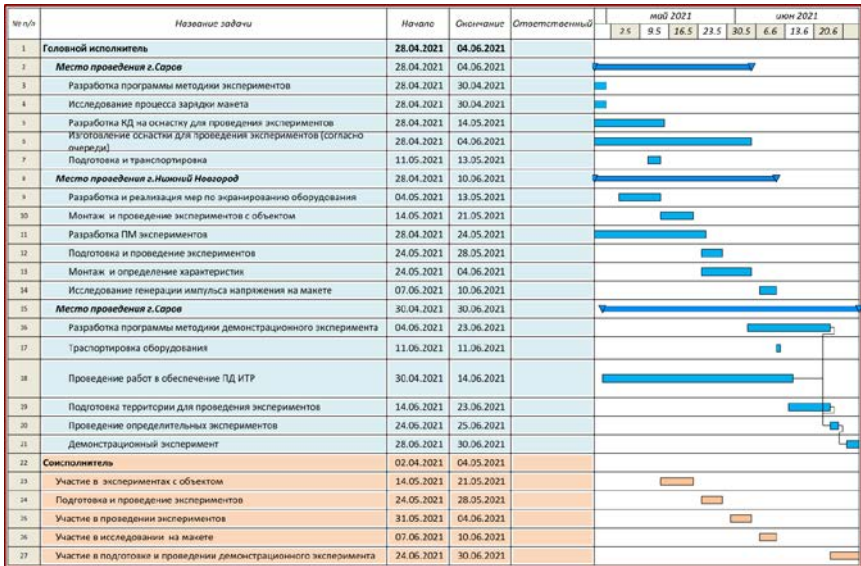 № п/п Название задачи Начало Окончание Ответственный май 2021 июн 2021
2.5 9.5 16.5 23.5 30.5 6.6 13.6 20.6
1 Головной исполнитель 28.04.2021 04.06.2021
2 Место проведения г.Саров 28.04.2021 04.06.2021
3 Разработка программы методики экспериментов 28.04.2021 30.04.2021
4 Исследование процесса зарядки макета 28.04.2021 30.04.2021
5 Разработка КД на оснастку для проведения экспериментов 28.04.2021 14.05.2021
6 Изготовление оснастки для проведения экспериментов (согласно очереди) 28.04.2021 04.06.2021
7 Подготовка и транспортировка 11.05.2021 13.05.2021
8 Место проведения г.Нижний Новгород 28.04.2021 10.06.2021
9 Разработка и реализация мер по экранированию оборудования 04.05.2021 13.05.2021
10 Монтаж и проведение экспериментов с объектом 14.05.2021 21.05.2021
11 Разработка ПМ экспериментов 28.04.2021 24.05.2021
12 Подготовка и проведение экспериментов 24.05.2021 28.05.2021
13 Монтаж и определение характеристик 24.05.2021 04.06.2021
14 Исследование генерации импульса напряжения на макете 07.06.2021 10.06.2021
15 Место проведения г.Саров 30.04.2021 30.06.2021
16 Разработка программы методики демонстрационного эксперимента 04.06.2021 23.06.2021
17 Траспортировка оборудования 11.06.2021 11.06.2021
18 Проведение работ в обеспечение ПД ИТР 30.04.2021 14.06.2021
19 Подготовка территории для проведения экспериментов 14.06.2021 23.06.2021
20 Проведение определительных экспериментов 24.06.2021 25.06.2021
21 Демонстрационный эксперимент 28.06.2021 30.06.2021
22 Соисполнитель 02.04.2021 04.05.2021
23 Участие в экспериментах с объектом 14.05.2021 21.05.2021
24 Подготовка и проведение экспериментов 24.05.2021 28.05.2021
25 Участие в проведении экспериментов 31.05.2021 04.06.2021
26 Участие в исследовании на макете 07.06.2021 10.06.2021
27 Участие в подготовке и проведении демонстрационного эксперимента 24.06.2021 30.06.2021